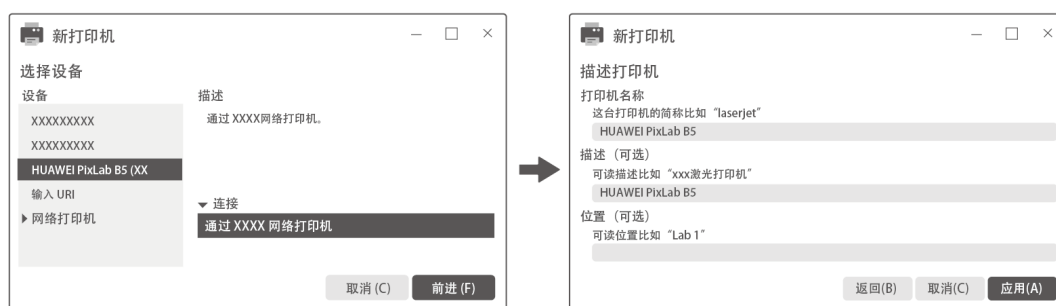 新打印机
选择设备
设备
XXXXXXXXX
XXXXXXXXX
HUAWEI PixLab B5 (XX
输入 URI
网络打印机
描述
通过 XXXX网络打印机。
连接
通过 XXXX 网络打印机
取消 (C)
前进 (F)
新打印机
描述打印机
打印机名称
这台打印机的简称比如“laserjet”
HUAWEI PixLab B5
描述（可选）
可读描述比如“xxx激光打印机”
HUAWEI PixLab B5
位置（可选）
可读位置比如“Lab 1”
返回(B)
取消(C)
应用(A)